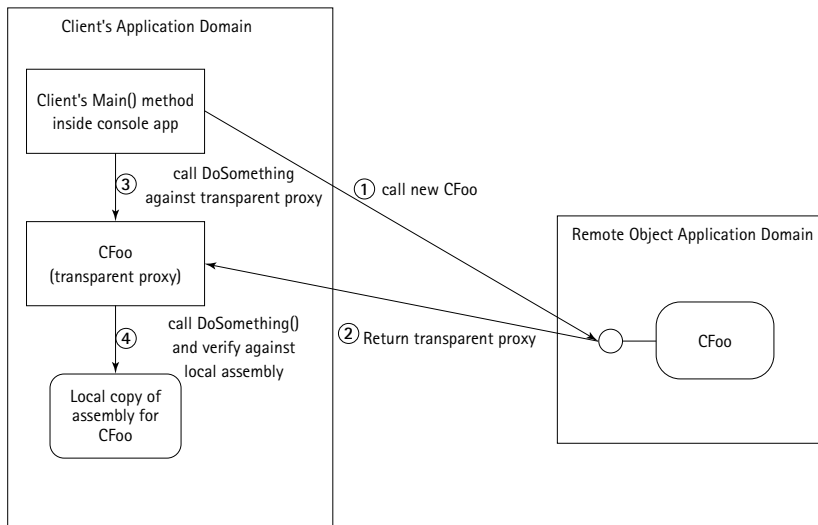 Client's Application Domain
Client's Main() method
inside console app
3
call DoSomething
against transparent proxy
1 call new CFoo
Remote Object Application Domain
CFoo
(transparent proxy)
2 Return transparent proxy
CFoo
4
call DoSomething()
and verify against
local assembly
Local copy of
assembly for
CFoo